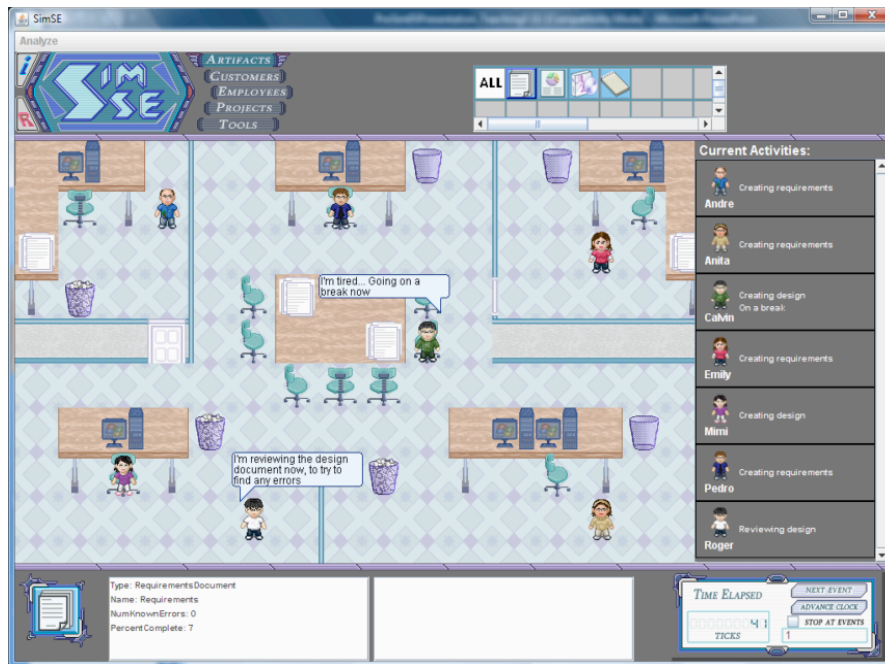 SimSE
Analyze
SIMSE
ARTIFACTS
CUSTOMERS
EMPLOYEES
PROJECTS
TOOLS
ALL
i
R
Current Activities:
Creating requirements
Andre
Creating requirements
Anita
Creating design
On a break
Calvin
Creating requirements
Emily
Creating design
Mimi
Creating requirements
Pedro
Reviewing design
Roger
I'm tired... Going on a
break now
I'm reviewing the design
document now, to try to
find any errors
Type: RequirementsDocument
Name: Requirements
NumKnownErrors: 0
PercentComplete: 7
TIME ELAPSED
41
TICKS
NEXT EVENT
ADVANCE CLOCK
STOP AT EVENTS
1